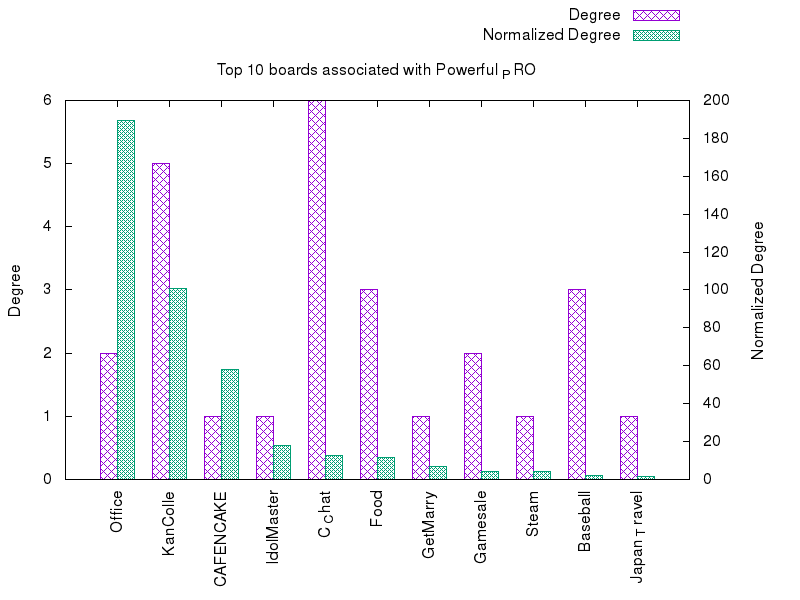 Degree
Normalized Degree
Top 10 boards associated with Powerful PRO
6
5
4
3
2
1
0
200
180
160
140
120
100
80
60
40
20
0
Degree
Normalized Degree
Office
KanColle
CAFENCAKE
IdolMaster
CChat
Food
GetMarry
Gamesale
Steam
Baseball
JapanTravel